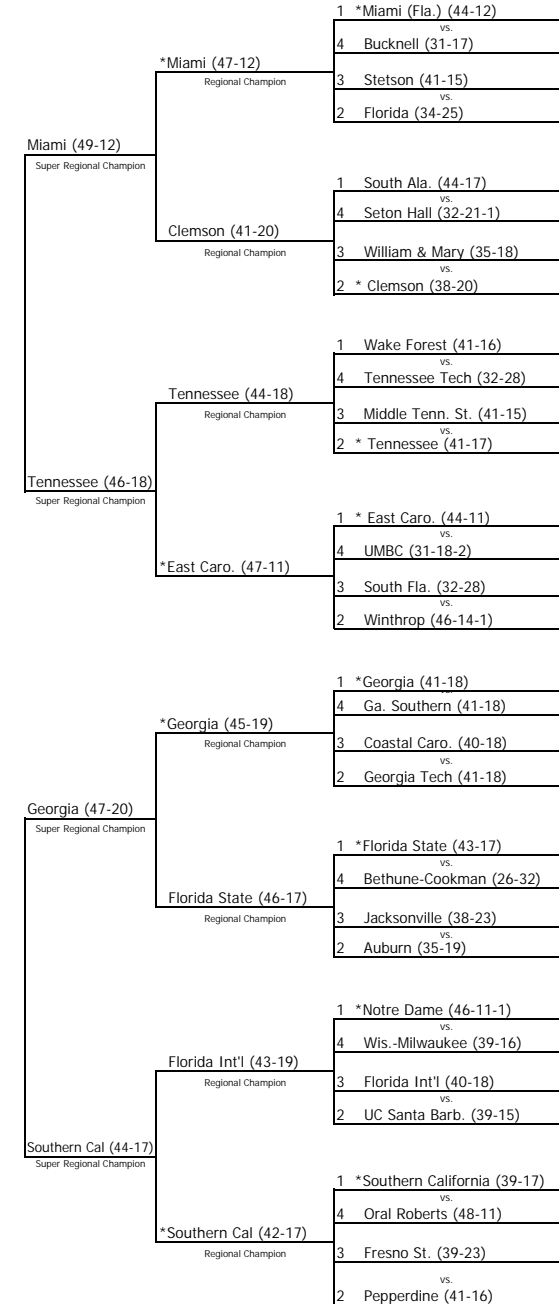 1 *Miami (Fla.) (44-12)
vs.
4 Bucknell (31-17)
*Miami (47-12)
Regional Champion
3 Stetson (41-15)
vs.
2 Florida (34-25)
Miami (49-12)
Super Regional Champion
1 South Ala. (44-17)
vs.
4 Seton Hall (32-21-1)
Clemson (41-20)
Regional Champion
3 William & Mary (35-18)
vs.
2 * Clemson (38-20)
1 Wake Forest (41-16)
vs.
4 Tennessee Tech (32-28)
Tennessee (44-18)
Regional Champion
3 Middle Tenn. St. (41-15)
vs.
2 * Tennessee (41-17)
Tennessee (46-18)
Super Regional Champion
1 * East Caro. (44-11)
vs.
4 UMBC (31-18-2)
*East Caro. (47-11)
3 South Fla. (32-28)
vs.
2 Winthrop (46-14-1)
1 *Georgia (41-18)
vs.
4 Ga. Southern (41-18)
*Georgia (45-19)
Regional Champion
3 Coastal Caro. (40-18)
vs.
2 Georgia Tech (41-18)
Georgia (47-20)
Super Regional Champion
1 *Florida State (43-17)
vs.
4 Bethune-Cookman (26-32)
Florida State (46-17)
Regional Champion
3 Jacksonville (38-23)
vs.
2 Auburn (35-19)
1 *Notre Dame (46-11-1)
vs.
4 Wis.-Milwaukee (39-16)
Florida Int'l (43-19)
Regional Champion
3 Florida Int'l (40-18)
vs.
2 UC Santa Barb. (39-15)
Southern Cal (44-17)
Super Regional Champion
1 *Southern California (39-17)
vs.
4 Oral Roberts (48-11)
*Southern Cal (42-17)
Regional Champion
3 Fresno St. (39-23)
vs.
2 Pepperdine (41-16)